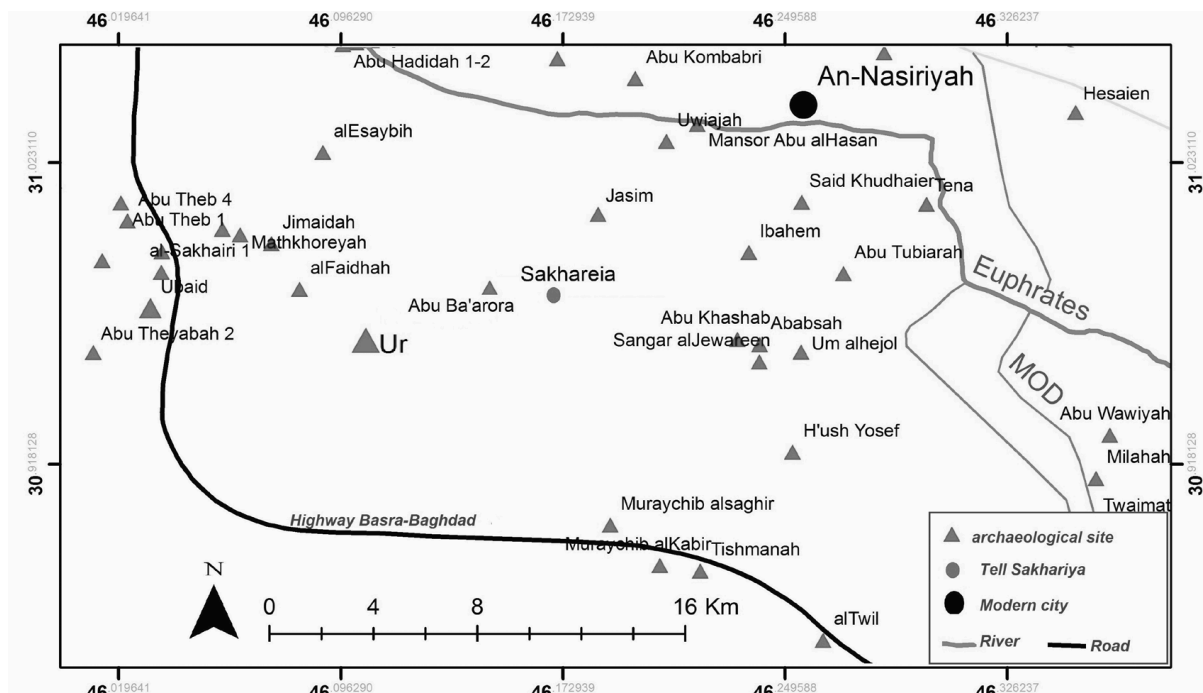 46.019641 46.096290 46.172939 46.249588 46.326237
Abu Hadidah 1-2
Abu Kombabri
An-Nasiriyah
Hesaien
31.023110
alEsaybih
Uwiajah
Mansor Abu alHasan
31.023110
Abu Theb 4
Jasim
Said Khudhaier
Tena
Abu Theb 1
Jimaidah
Mathkhoreyah
al-Sakhairi 1
Ibahem
Abu Tubiarah
Ubaid
alFaidhah
Abu Ba'arora
Sakhareia
Euphrates
Abu Theyabah 2
Ur
Abu Khashab
Ababsah
Sangar alJewareen
Um alhejol
MOD
Abu Wawiyah
H'ush Yosef
Milahah
30.918128
30.918128
Twaimat
Muraychib alsaghir
Highway Basra-Baghdad
Muraychib alKabir
Tishmanah
alTwil
N
0 4 8 16 Km
archaeological site
Tell Sakhariya
Modern city
River Road
46.019641 46.096290 46.172939 46.249588 46.326237